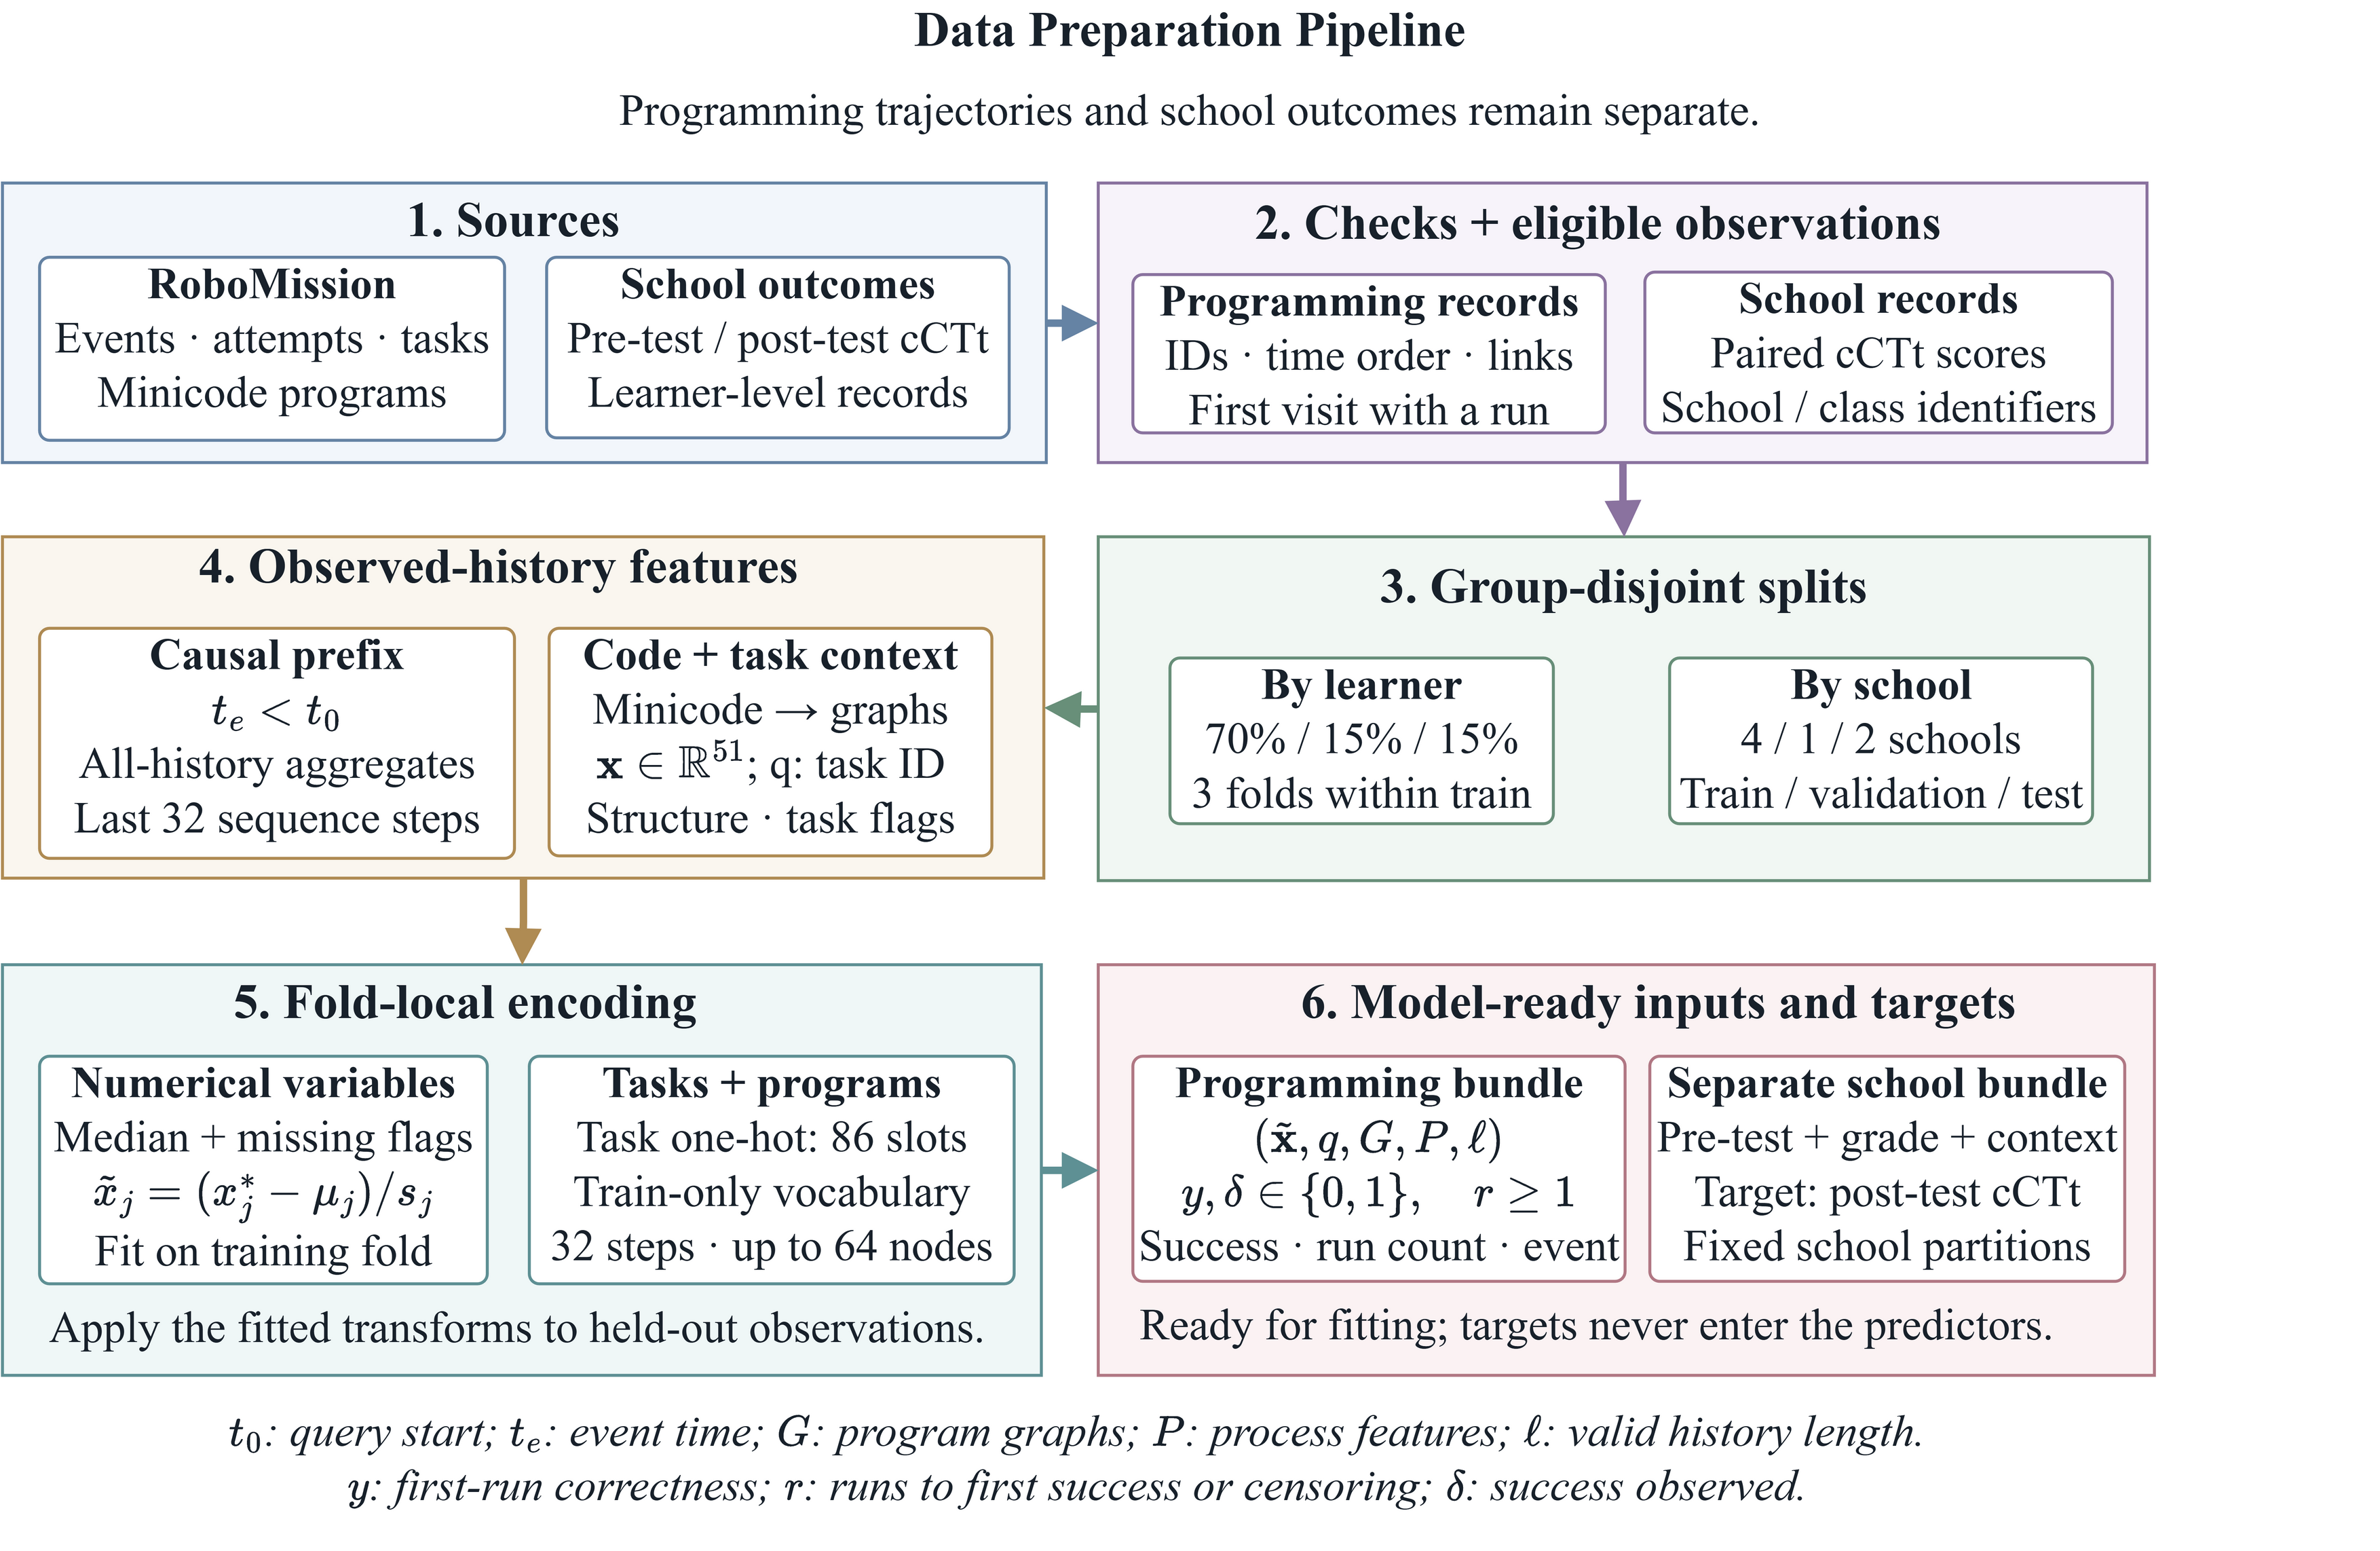 Data Preparation Pipeline
Programming trajectories and school outcomes remain separate.
1. Sources
RoboMission
Events · attempts · tasks
Minicode programs
School outcomes
Pre-test / post-test cCTt
Learner-level records
2. Checks + eligible observations
Programming records
IDs · time order · links
First visit with a run
School records
Paired cCTt scores
School / class identifiers
3. Group-disjoint splits
By learner
70% / 15% / 15%
3 folds within train
By school
4 / 1 / 2 schools
Train / validation / test
4. Observed-history features
Causal prefix
tₑ < t₀
All-history aggregates
Last 32 sequence steps
Code + task context
Minicode → graphs
𝐱 ∈ ℝ⁵¹; q: task ID
Structure · task flags
5. Fold-local encoding
Numerical variables
Median + missing flags
x̃ⱼ = (x*ⱼ − μⱼ)/sⱼ
Fit on training fold
Tasks + programs
Task one-hot: 86 slots
Train-only vocabulary
32 steps · up to 64 nodes
Apply the fitted transforms to held-out observations.
6. Model-ready inputs and targets
Programming bundle
(𝐱̃, q, G, P, ℓ)
y, δ ∈ {0, 1}, r ≥ 1
Success · run count · event
Separate school bundle
Pre-test + grade + context
Target: post-test cCTt
Fixed school partitions
Ready for fitting; targets never enter the predictors.
t₀: query start; tₑ: event time; G: program graphs; P: process features; ℓ: valid history length.
y: first-run correctness; r: runs to first success or censoring; δ: success observed.